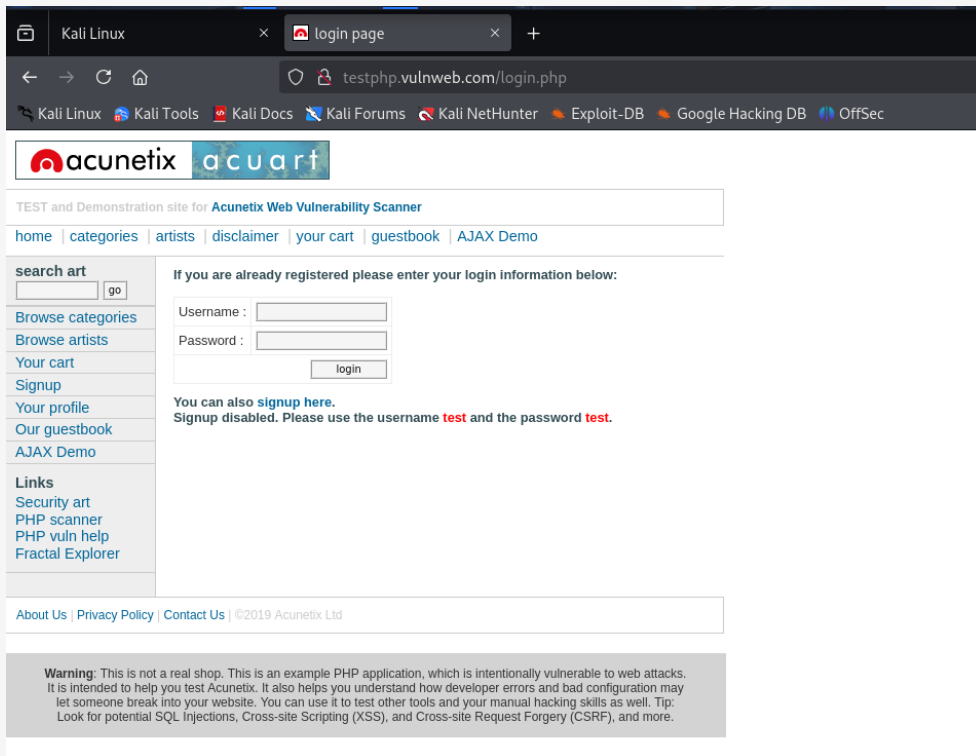 Kali Linux
login page
testphp.vulnweb.com/login.php
Kali Linux Kali Tools Kali Docs Kali Forums Kali NetHunter Exploit-DB Google Hacking DB OffSec
acunetix acuart
TEST and Demonstration site for Acunetix Web Vulnerability Scanner
home | categories | artists | disclaimer | your cart | guestbook | AJAX Demo
search art
go
Browse categories
Browse artists
Your cart
Signup
Your profile
Our guestbook
AJAX Demo
Links
Security art
PHP scanner
PHP vuln help
Fractal Explorer
If you are already registered please enter your login information below:
Username :
Password :
login
You can also signup here.
Signup disabled. Please use the username test and the password test.
About Us | Privacy Policy | Contact Us | ©2019 Acunetix Ltd
Warning: This is not a real shop. This is an example PHP application, which is intentionally vulnerable to web attacks.
It is intended to help you test Acunetix. It also helps you understand how developer errors and bad configuration may
let someone break into your website. You can use it to test other tools and your manual hacking skills as well. Tip:
Look for potential SQL Injections, Cross-site Scripting (XSS), and Cross-site Request Forgery (CSRF), and more.